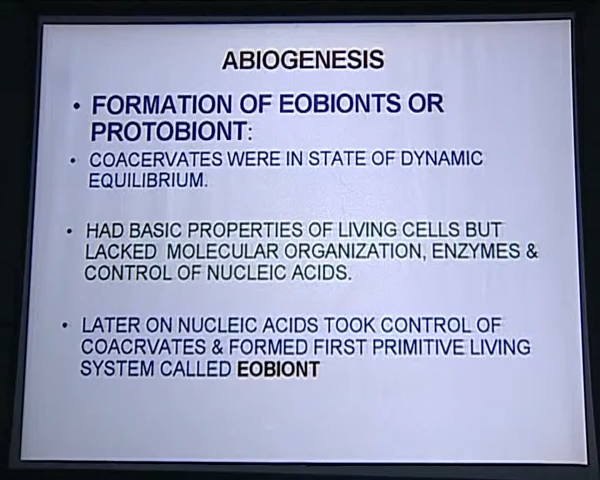 ABIOGENESIS
• FORMATION OF EOBIONTS OR
PROTOBIONT:
• COACERVATES WERE IN STATE OF DYNAMIC
EQUILIBRIUM.
• HAD BASIC PROPERTIES OF LIVING CELLS BUT
LACKED MOLECULAR ORGANIZATION, ENZYMES &
CONTROL OF NUCLEIC ACIDS.
• LATER ON NUCLEIC ACIDS TOOK CONTROL OF
COACRVATES & FORMED FIRST PRIMITIVE LIVING
SYSTEM CALLED EOBIONT